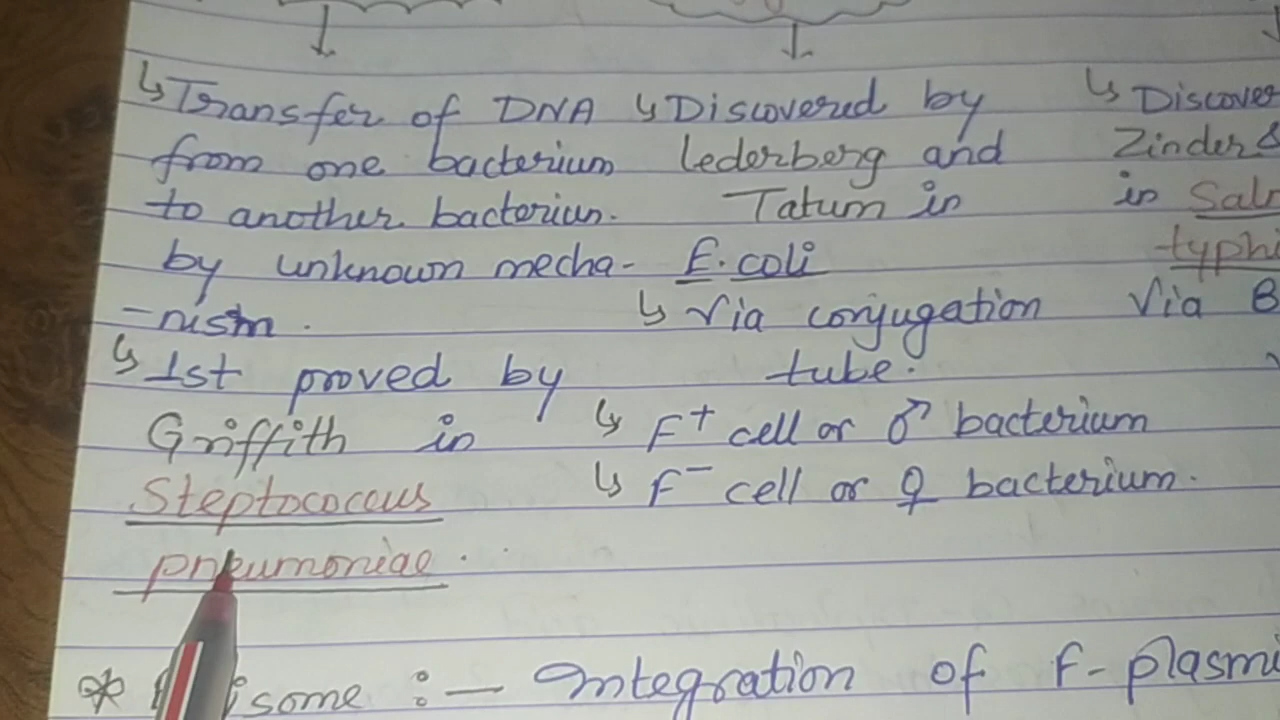 ↳ Transfer of DNA
from one bacterium
to another bacterium.
by unknown mecha-
-nism.
↳ 1st proved by
Griffith in
Steptococcus
pneumoniae.
↳ Discovered by
Lederberg and
Tatum in
E.coli
↳ Via conjugation
tube.
↳ F+ cell or ♂ bacterium
↳ F- cell or ♀ bacterium.
↳ Discover
Zinder &
in Salm
typhi
Via B
* isome :- Integration of F-plasmi